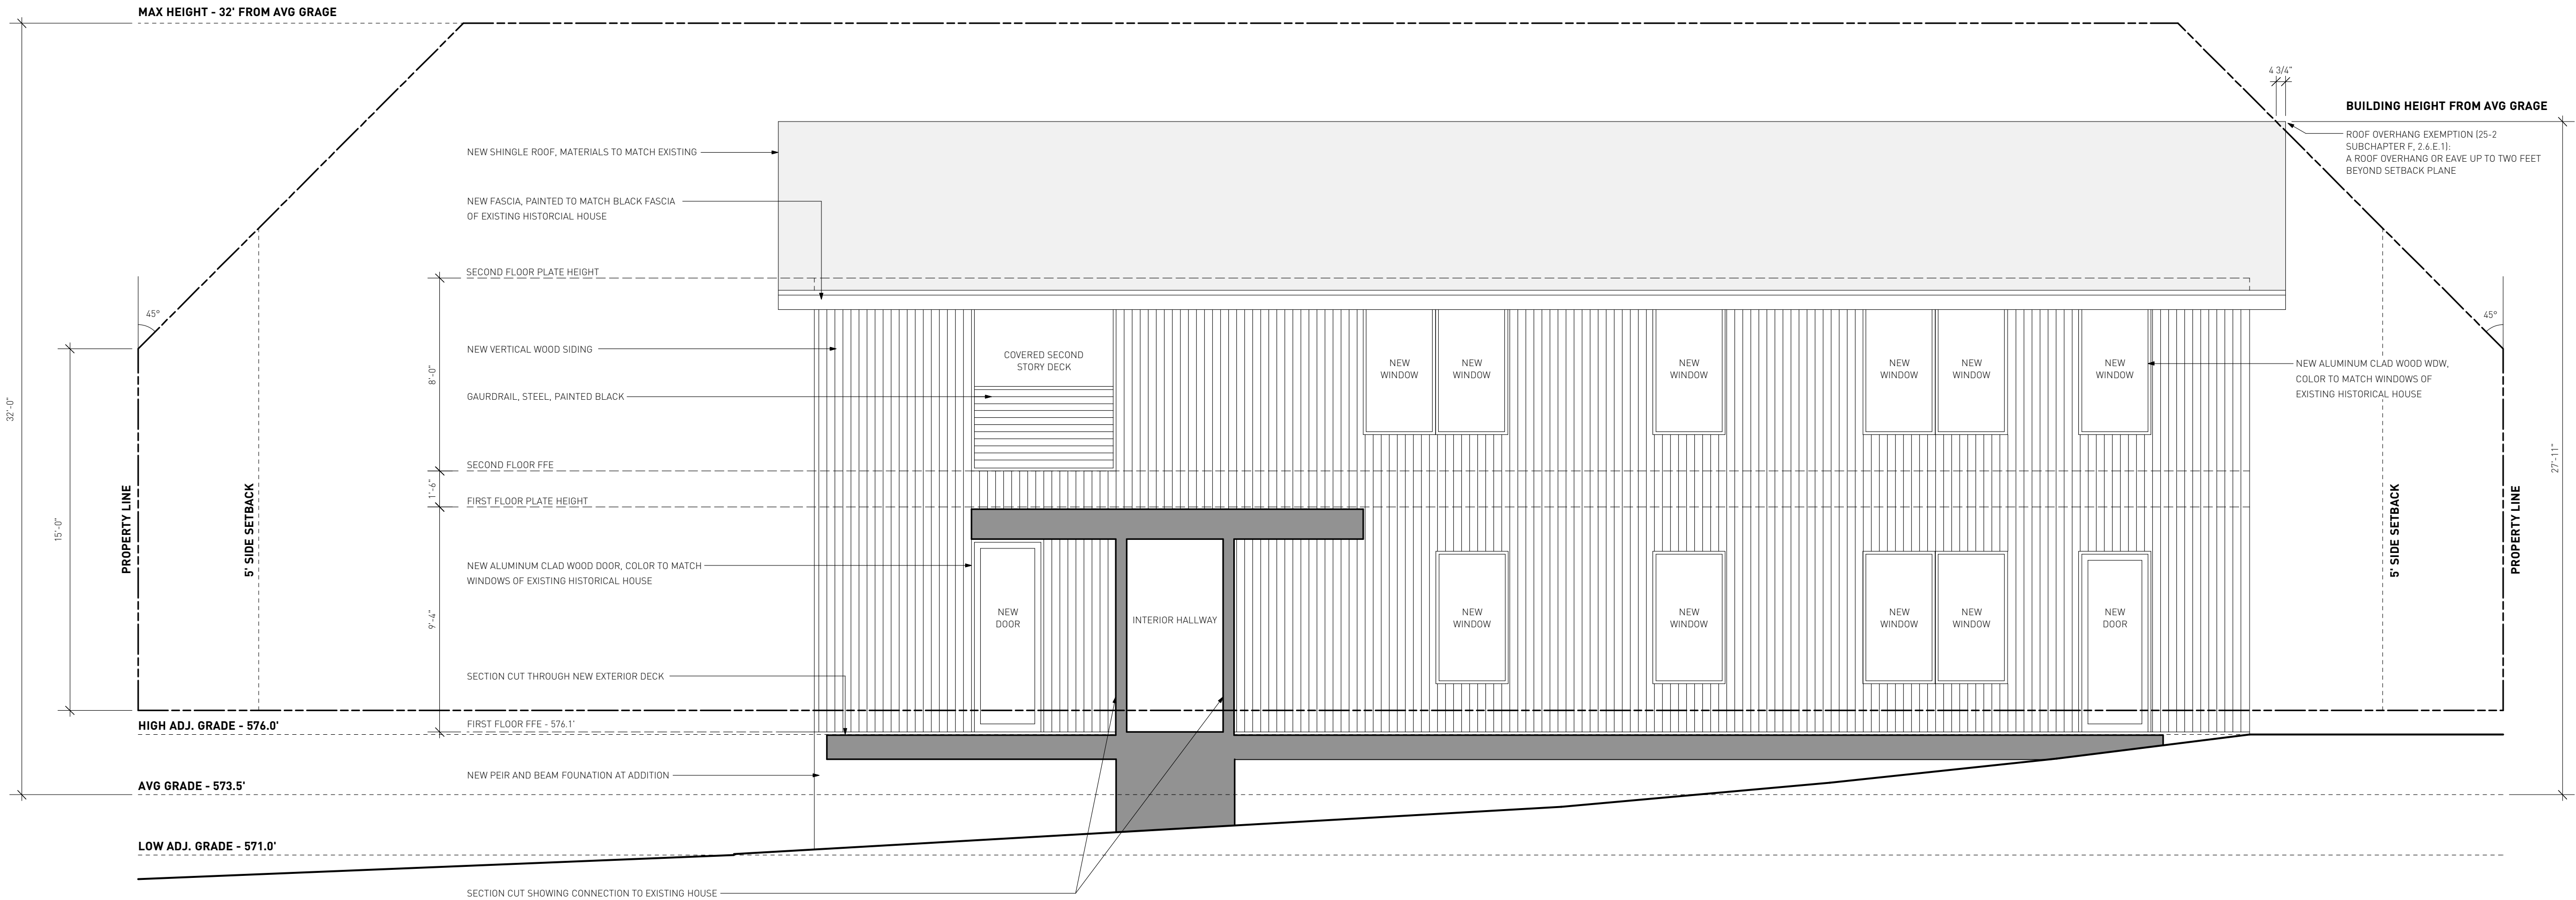 MAX HEIGHT - 32' FROM AVG GRAGE
4 3/4"
BUILDING HEIGHT FROM AVG GRAGE
ROOF OVERHANG EXEMPTION (25-2
SUBCHAPTER F, 2.6.E.1):
A ROOF OVERHANG OR EAVE UP TO TWO FEET
BEYOND SETBACK PLANE
NEW SHINGLE ROOF, MATERIALS TO MATCH EXISTING
NEW FASCIA, PAINTED TO MATCH BLACK FASCIA
OF EXISTING HISTORCIAL HOUSE
SECOND FLOOR PLATE HEIGHT
45°
45°
NEW VERTICAL WOOD SIDING
COVERED SECOND
STORY DECK
NEW
WINDOW
NEW
WINDOW
NEW
WINDOW
NEW
WINDOW
NEW
WINDOW
NEW
WINDOW
NEW ALUMINUM CLAD WOOD WDW,
COLOR TO MATCH WINDOWS OF
EXISTING HISTORICAL HOUSE
8'-0"
GAURDRAIL, STEEL, PAINTED BLACK
32'-0"
27'-11"
SECOND FLOOR FFE
1'-6"
FIRST FLOOR PLATE HEIGHT
15'-0"
PROPERTY LINE
5' SIDE SETBACK
5' SIDE SETBACK
PROPERTY LINE
NEW ALUMINUM CLAD WOOD DOOR, COLOR TO MATCH
WINDOWS OF EXISTING HISTORICAL HOUSE
9'-4"
NEW
DOOR
INTERIOR HALLWAY
NEW
WINDOW
NEW
WINDOW
NEW
WINDOW
NEW
WINDOW
NEW
DOOR
SECTION CUT THROUGH NEW EXTERIOR DECK
HIGH ADJ. GRADE - 576.0'
FIRST FLOOR FFE - 576.1'
NEW PEIR AND BEAM FOUNATION AT ADDITION
AVG GRADE - 573.5'
LOW ADJ. GRADE - 571.0'
SECTION CUT SHOWING CONNECTION TO EXISTING HOUSE